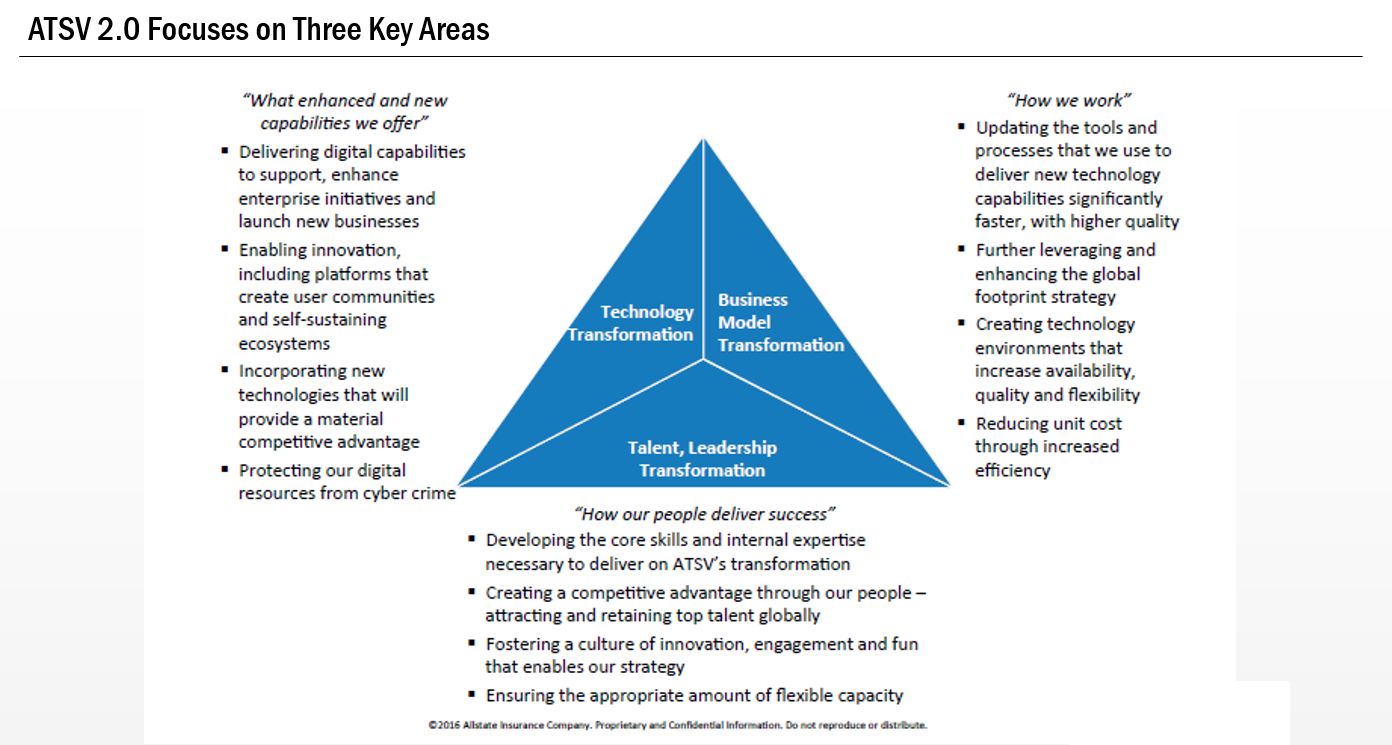 ATSV 2.0 Focuses on Three Key Areas
“What enhanced and new
capabilities we offer”
▪ Delivering digital capabilities
to support, enhance
enterprise initiatives and
launch new businesses
▪ Enabling innovation,
including platforms that
create user communities
and self-sustaining
ecosystems
▪ Incorporating new
technologies that will
provide a material
competitive advantage
▪ Protecting our digital
resources from cyber crime
Technology
Transformation
Business
Model
Transformation
Talent, Leadership
Transformation
“How we work”
▪ Updating the tools and
processes that we use to
deliver new technology
capabilities significantly
faster, with higher quality
▪ Further leveraging and
enhancing the global
footprint strategy
▪ Creating technology
environments that
increase availability,
quality and flexibility
▪ Reducing unit cost
through increased
efficiency
“How our people deliver success”
▪ Developing the core skills and internal expertise
necessary to deliver on ATSV’s transformation
▪ Creating a competitive advantage through our people –
attracting and retaining top talent globally
▪ Fostering a culture of innovation, engagement and fun
that enables our strategy
▪ Ensuring the appropriate amount of flexible capacity
©2016 Allstate Insurance Company. Proprietary and Confidential Information. Do not reproduce or distribute.